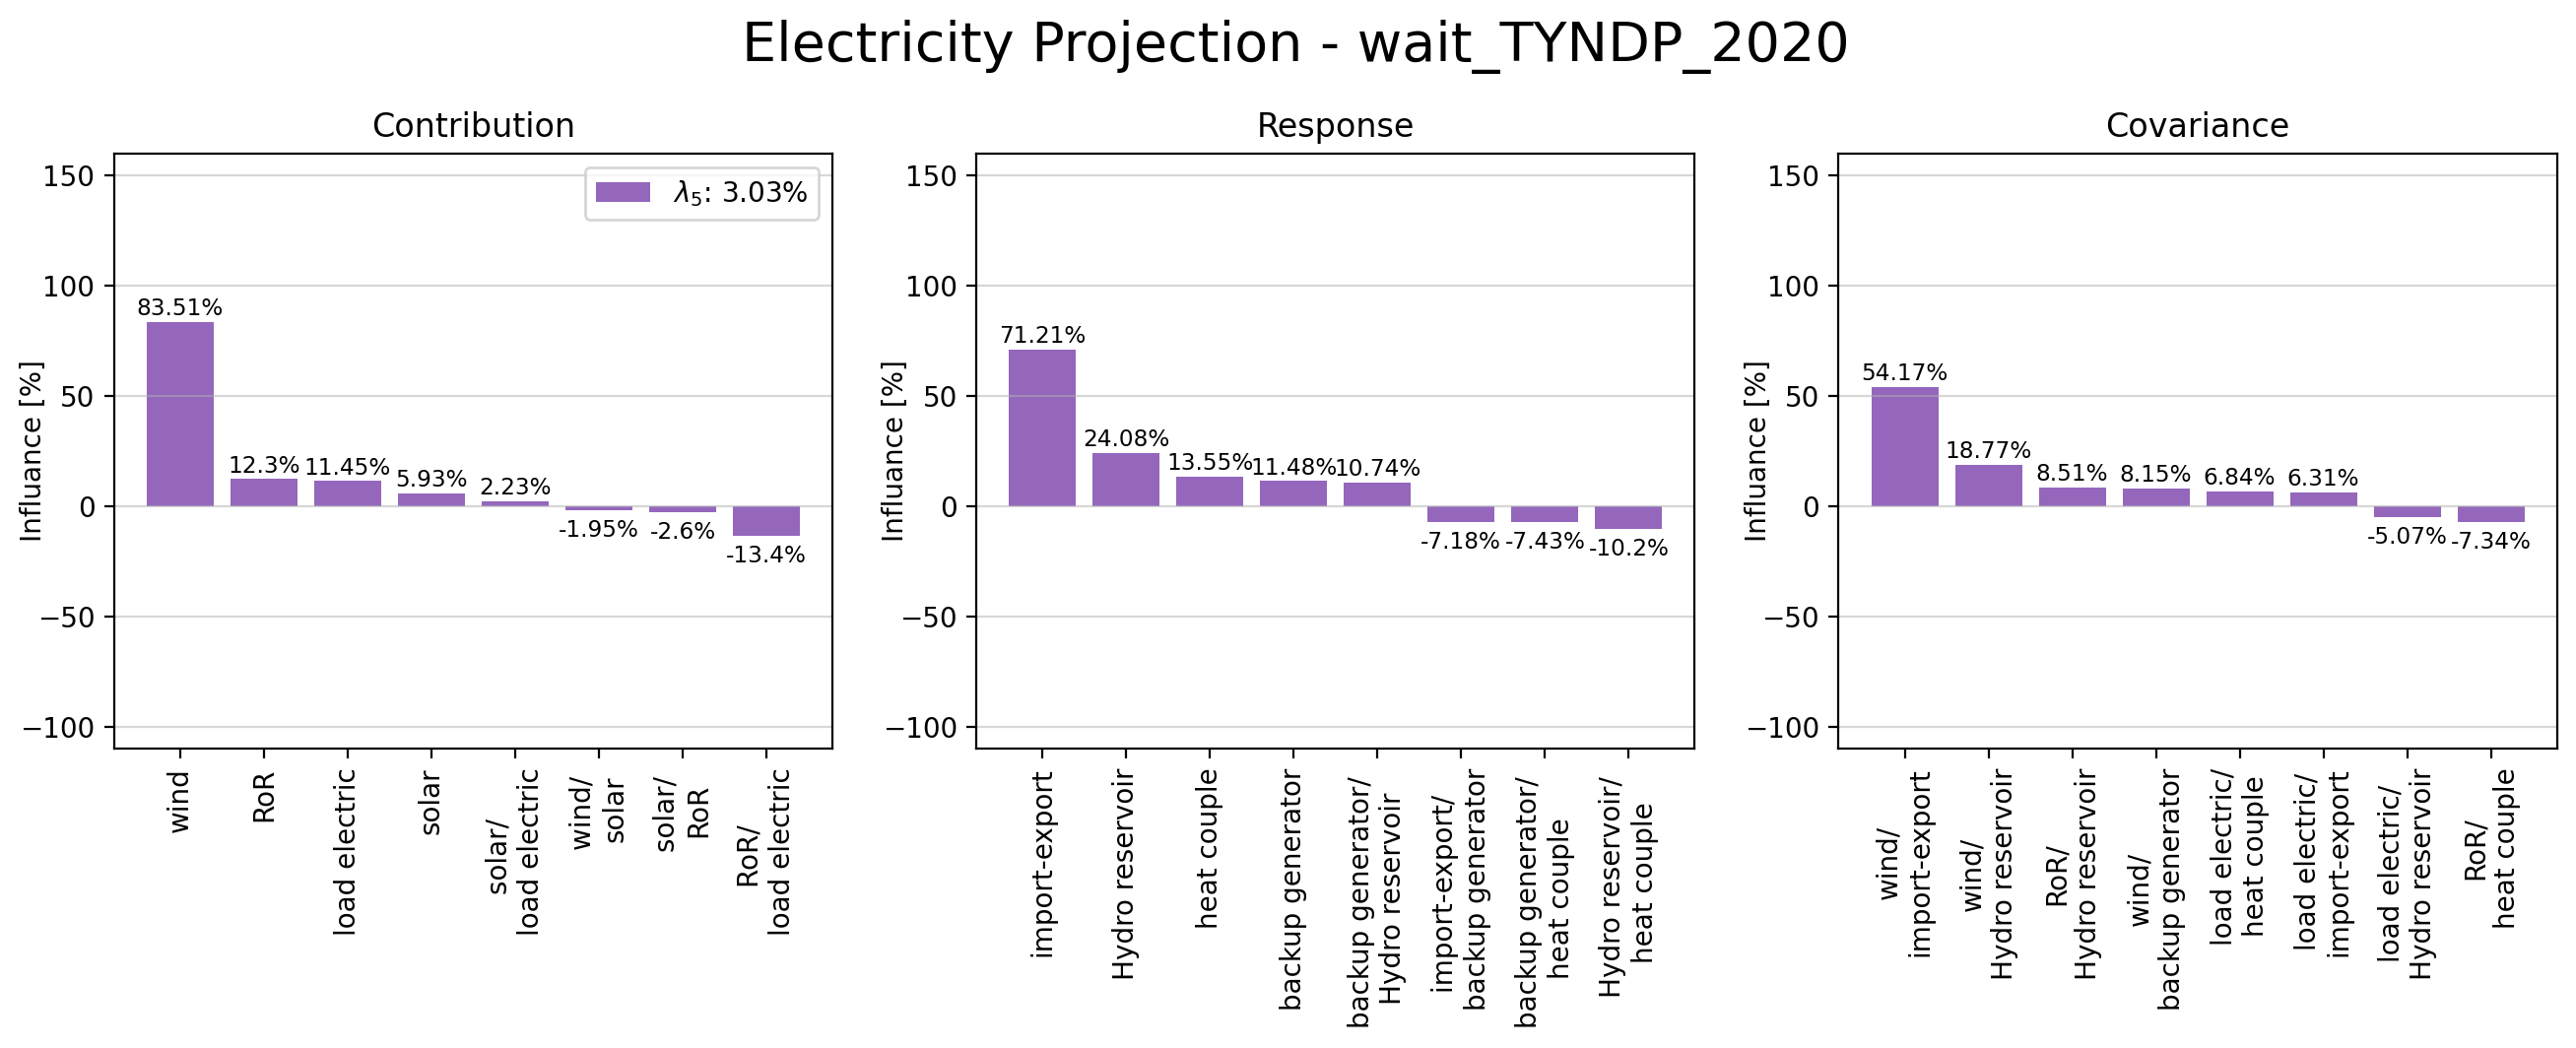 Electricity Projection - wait_TYNDP_2020
Contribution
150
100
50
0
−50
−100
Influance [%]
λ5: 3.03%
83.51%
12.3%
11.45%
5.93%
2.23%
-1.95%
-2.6%
-13.4%
wind
RoR
load electric
solar
solar/
load electric
wind/
solar
solar/
RoR
RoR/
load electric
Response
150
100
50
0
−50
−100
Influance [%]
71.21%
24.08%
13.55%
11.48%
10.74%
-7.18%
-7.43%
-10.2%
import-export
Hydro reservoir
heat couple
backup generator
backup generator/
Hydro reservoir
import-export/
backup generator
backup generator/
heat couple
Hydro reservoir/
heat couple
Covariance
150
100
50
0
−50
−100
Influance [%]
54.17%
18.77%
8.51%
8.15%
6.84%
6.31%
-5.07%
-7.34%
wind/
import-export
wind/
Hydro reservoir
RoR/
Hydro reservoir
wind/
backup generator
load electric/
heat couple
load electric/
import-export
load electric/
Hydro reservoir
RoR/
heat couple